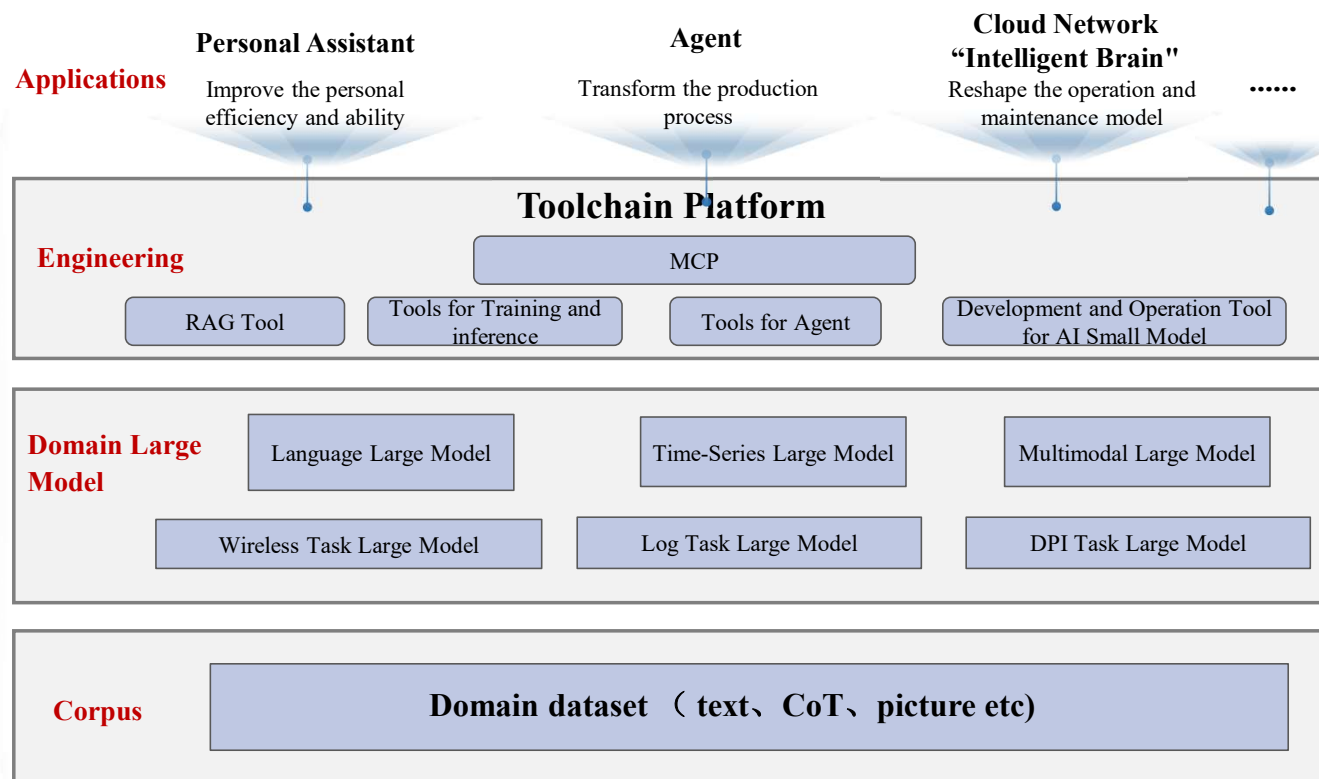 Applications
Personal Assistant
Improve the personal
efficiency and ability
Agent
Transform the production
process
Cloud Network
“Intelligent Brain"
Reshape the operation and
maintenance model
......
Toolchain Platform
Engineering
MCP
RAG Tool
Tools for Training and
inference
Tools for Agent
Development and Operation Tool
for AI Small Model
Domain Large
Model
Language Large Model
Time-Series Large Model
Multimodal Large Model
Wireless Task Large Model
Log Task Large Model
DPI Task Large Model
Corpus
Domain dataset （ text、CoT、picture etc)